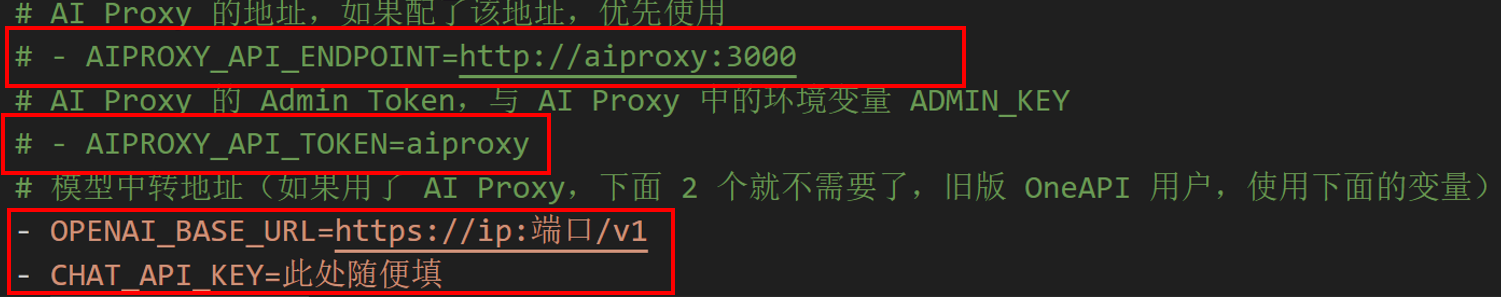 # AI Proxy 的地址，如果配了该地址，优先使用
# - AIPROXY_API_ENDPOINT=http://aiproxy:3000
# AI Proxy 的 Admin Token，与 AI Proxy 中的环境变量 ADMIN_KEY
# - AIPROXY_API_TOKEN=aiproxy
# 模型中转地址（如果用了 AI Proxy，下面 2 个就不需要了，旧版 OneAPI 用户，使用下面的变量）
- OPENAI_BASE_URL=https://ip:端口/v1
- CHAT_API_KEY=此处随便填